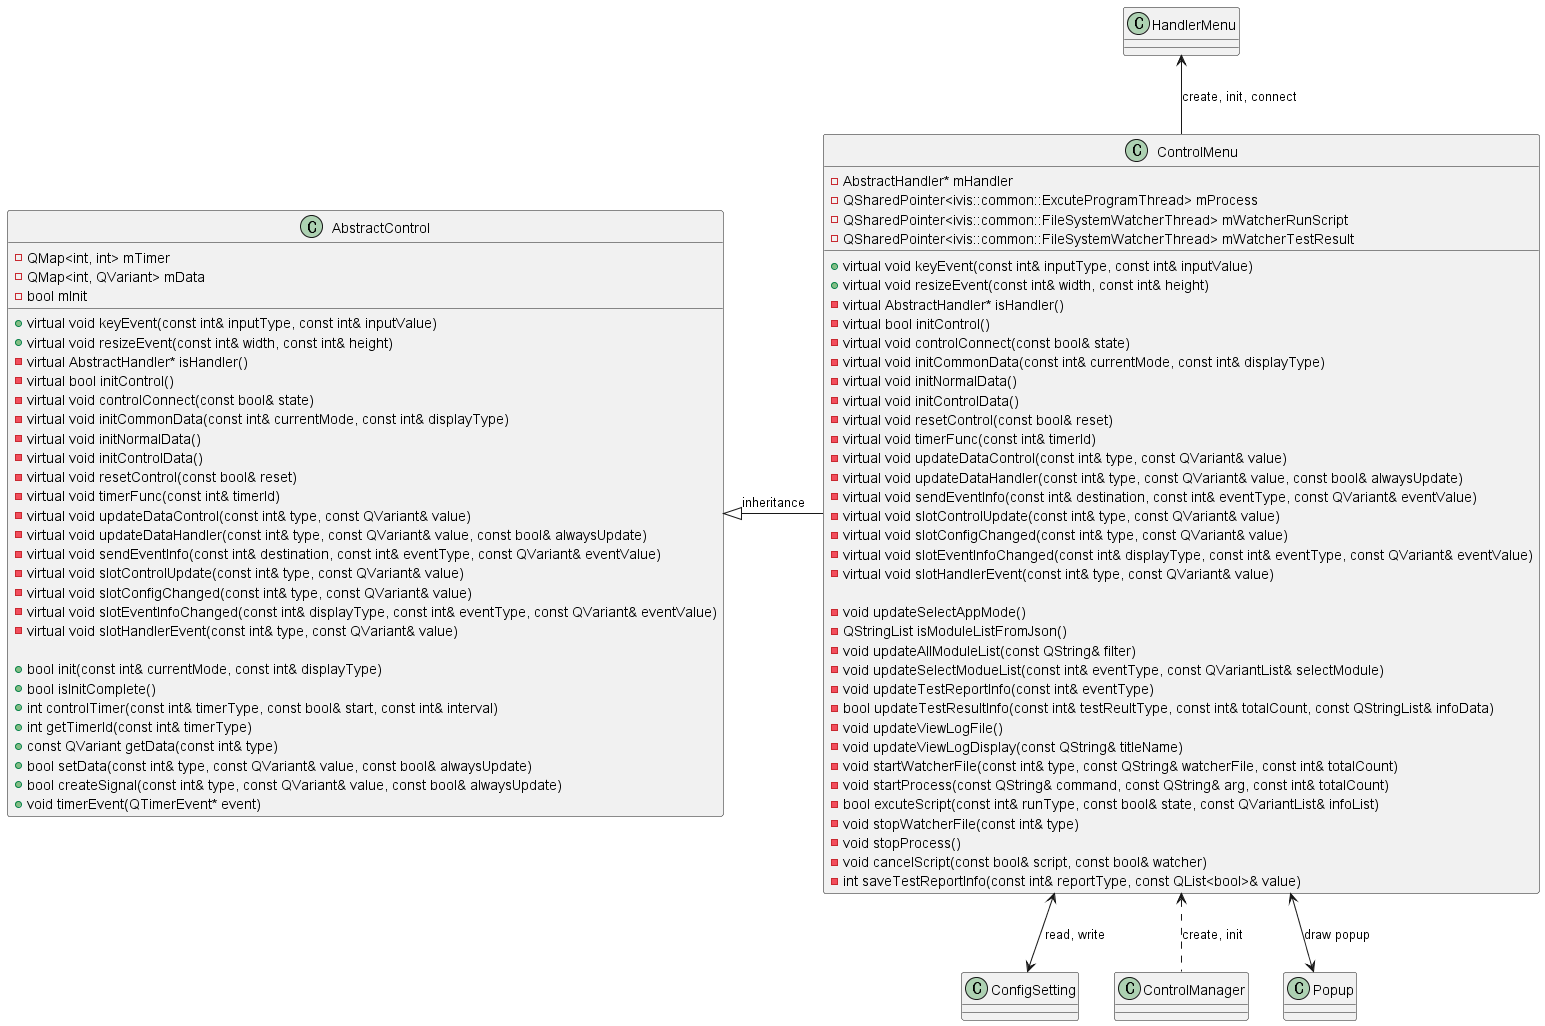 C HandlerMenu
create, init, connect
C ControlMenu
AbstractHandler* mHandler
QSharedPointer<ivis::common::ExcuteProgramThread> mProcess
QSharedPointer<ivis::common::FileSystemWatcherThread> mWatcherRunScript
QSharedPointer<ivis::common::FileSystemWatcherThread> mWatcherTestResult
virtual void keyEvent(const int& inputType, const int& inputValue)
virtual void resizeEvent(const int& width, const int& height)
virtual AbstractHandler* isHandler()
virtual bool initControl()
virtual void controlConnect(const bool& state)
virtual void initCommonData(const int& currentMode, const int& displayType)
virtual void initNormalData()
virtual void initControlData()
virtual void resetControl(const bool& reset)
virtual void timerFunc(const int& timerId)
virtual void updateDataControl(const int& type, const QVariant& value)
virtual void updateDataHandler(const int& type, const QVariant& value, const bool& alwaysUpdate)
virtual void sendEventInfo(const int& destination, const int& eventType, const QVariant& eventValue)
virtual void slotControlUpdate(const int& type, const QVariant& value)
virtual void slotConfigChanged(const int& type, const QVariant& value)
virtual void slotEventInfoChanged(const int& displayType, const int& eventType, const QVariant& eventValue)
virtual void slotHandlerEvent(const int& type, const QVariant& value)
void updateSelectAppMode()
QStringList isModuleListFromJson()
void updateAllModuleList(const QString& filter)
void updateSelectModueList(const int& eventType, const QVariantList& selectModule)
void updateTestReportInfo(const int& eventType)
bool updateTestResultInfo(const int& testReultType, const int& totalCount, const QStringList& infoData)
void updateViewLogFile()
void updateViewLogDisplay(const QString& titleName)
void startWatcherFile(const int& type, const QString& watcherFile, const int& totalCount)
void startProcess(const QString& command, const QString& arg, const int& totalCount)
bool excuteScript(const int& runType, const bool& state, const QVariantList& infoList)
void stopWatcherFile(const int& type)
void stopProcess()
void cancelScript(const bool& script, const bool& watcher)
int saveTestReportInfo(const int& reportType, const QList<bool>& value)
C AbstractControl
QMap<int, int> mTimer
QMap<int, QVariant> mData
bool mInit
virtual void keyEvent(const int& inputType, const int& inputValue)
virtual void resizeEvent(const int& width, const int& height)
virtual AbstractHandler* isHandler()
virtual bool initControl()
virtual void controlConnect(const bool& state)
virtual void initCommonData(const int& currentMode, const int& displayType)
virtual void initNormalData()
virtual void initControlData()
virtual void resetControl(const bool& reset)
virtual void timerFunc(const int& timerId)
virtual void updateDataControl(const int& type, const QVariant& value)
virtual void updateDataHandler(const int& type, const QVariant& value, const bool& alwaysUpdate)
virtual void sendEventInfo(const int& destination, const int& eventType, const QVariant& eventValue)
virtual void slotControlUpdate(const int& type, const QVariant& value)
virtual void slotConfigChanged(const int& type, const QVariant& value)
virtual void slotEventInfoChanged(const int& displayType, const int& eventType, const QVariant& eventValue)
virtual void slotHandlerEvent(const int& type, const QVariant& value)
bool init(const int& currentMode, const int& displayType)
bool isInitComplete()
int controlTimer(const int& timerType, const bool& start, const int& interval)
int getTimerId(const int& timerType)
const QVariant getData(const int& type)
bool setData(const int& type, const QVariant& value, const bool& alwaysUpdate)
bool createSignal(const int& type, const QVariant& value, const bool& alwaysUpdate)
void timerEvent(QTimerEvent* event)
inheritance
read, write
create, init
draw popup
C ConfigSetting
C ControlManager
C Popup